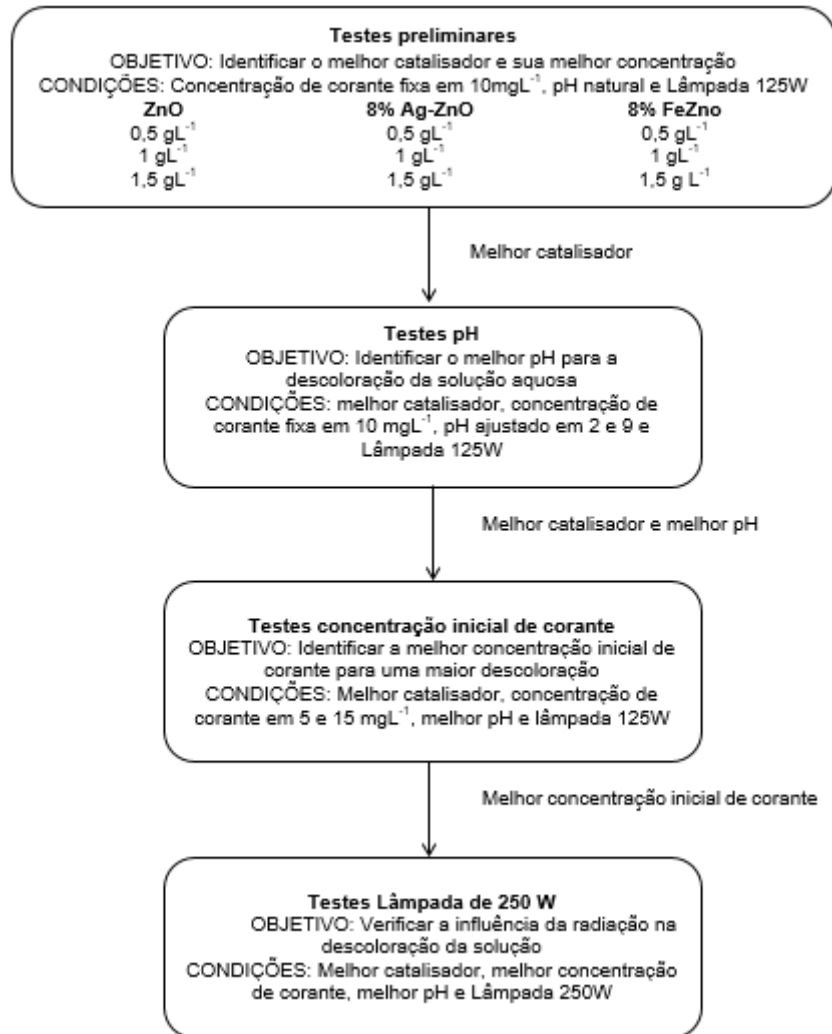 Testes preliminares
OBJETIVO: Identificar o melhor catalisador e sua melhor concentração
CONDIÇÕES: Concentração de corante fixa em 10mgL⁻¹, pH natural e Lâmpada 125W
ZnO 8% Ag-ZnO 8% FeZno
0,5 gL⁻¹ 0,5 gL⁻¹ 0,5 gL⁻¹
1 gL⁻¹ 1 gL⁻¹ 1 gL⁻¹
1,5 gL⁻¹ 1,5 gL⁻¹ 1,5 g L⁻¹
Melhor catalisador
Testes pH
OBJETIVO: Identificar o melhor pH para a
descoloração da solução aquosa
CONDIÇÕES: melhor catalisador, concentração de
corante fixa em 10 mgL⁻¹, pH ajustado em 2 e 9 e
Lâmpada 125W
Melhor catalisador e melhor pH
Testes concentração inicial de corante
OBJETIVO: Identificar a melhor concentração inicial de
corante para uma maior descoloração
CONDIÇÕES: Melhor catalisador, concentração de
corante em 5 e 15 mgL⁻¹, melhor pH e lâmpada 125W
Melhor concentração inicial de corante
Testes Lâmpada de 250 W
OBJETIVO: Verificar a influência da radiação na
descoloração da solução
CONDIÇÕES: Melhor catalisador, melhor concentração
de corante, melhor pH e Lâmpada 250W